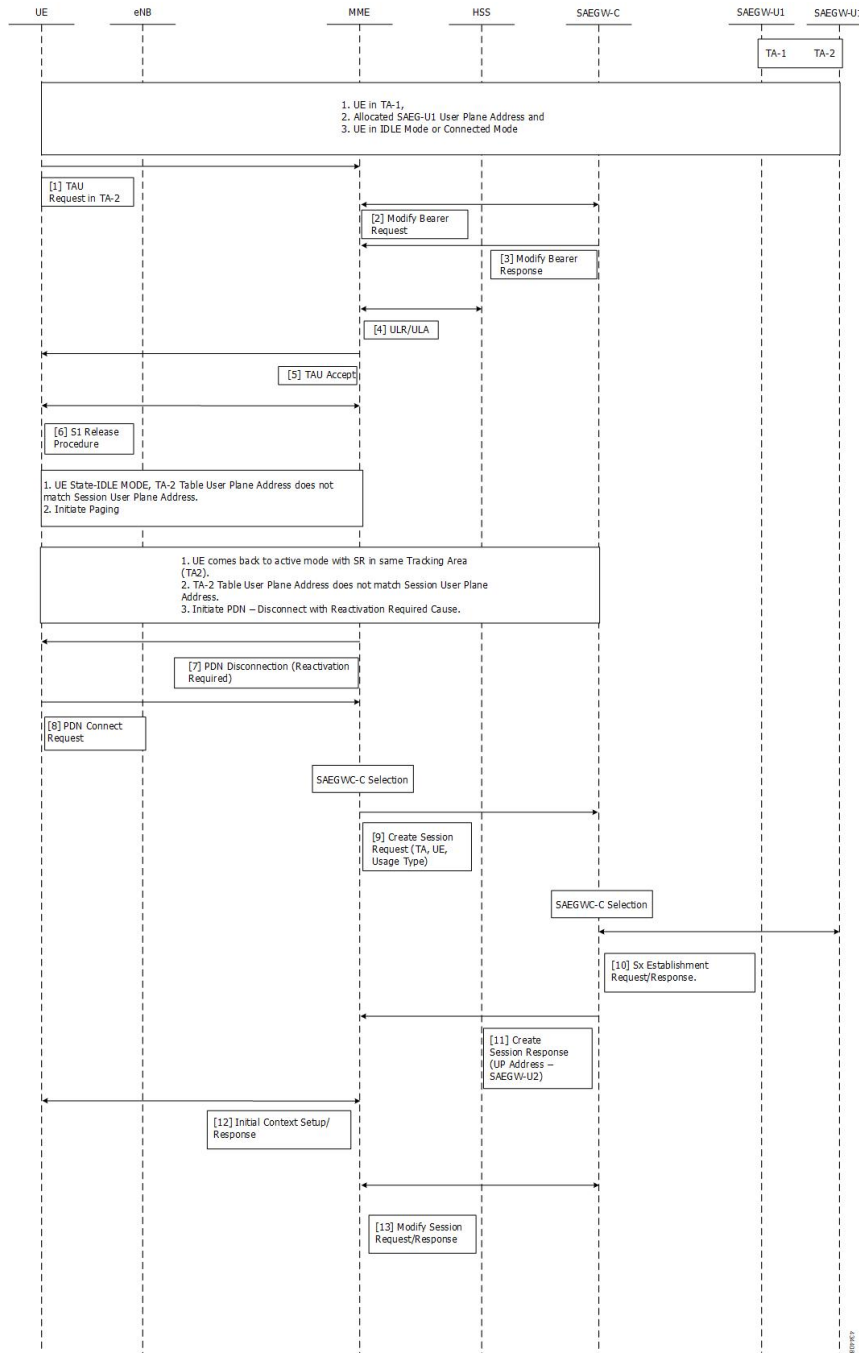 UE
eNB
MME
HSS
SAEGW-C
SAEGW-U1
SAEGW-U1
TA-1
TA-2
1. UE in TA-1,
2. Allocated SAEG-U1 User Plane Address and
3. UE in IDLE Mode or Connected Mode
[1] TAU
Request in TA-2
[2] Modify Bearer
Request
[3] Modify Bearer
Response
[4] ULR/ULA
[5] TAU Accept
[6] S1 Release
Procedure
1. UE State-IDLE MODE, TA-2 Table User Plane Address does not
match Session User Plane Address.
2. Initiate Paging
1. UE comes back to active mode with SR in same Tracking Area
(TA2).
2. TA-2 Table User Plane Address does not match Session User Plane
Address.
3. Initiate PDN – Disconnect with Reactivation Required Cause.
[7] PDN Disconnection (Reactivation
Required)
[8] PDN Connect
Request
SAEGWC-C Selection
[9] Create Session
Request (TA, UE,
Usage Type)
SAEGWC-C Selection
[10] Sx Establishment
Request/Response.
[11] Create
Session Response
(UP Address –
SAEGW-U2)
[12] Initial Context Setup/
Response
[13] Modify Session
Request/Response